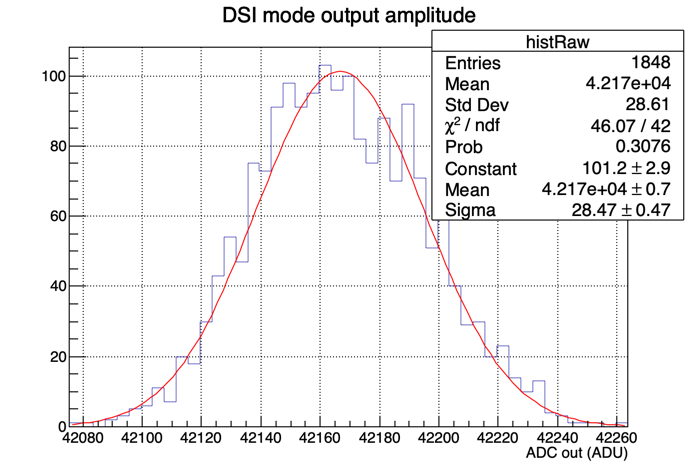 DSI mode output amplitude
histRaw
Entries 1848
Mean 4.217e+04
Std Dev 28.61
χ² / ndf 46.07 / 42
Prob 0.3076
Constant 101.2 ± 2.9
Mean 4.217e+04 ± 0.7
Sigma 28.47 ± 0.47
100
80
60
40
20
0
42080 42100 42120 42140 42160 42180 42200 42220 42240 42260
ADC out (ADU)